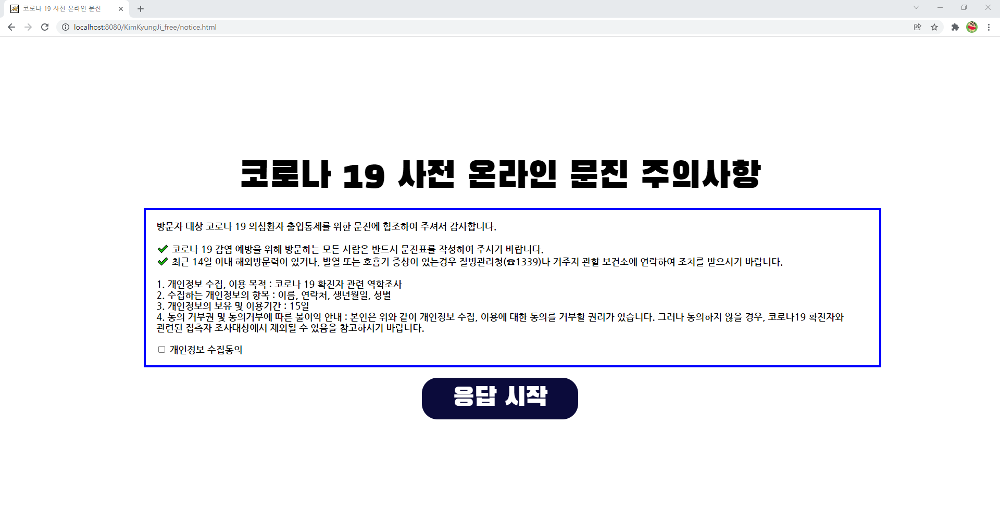 코로나 19 사전 온라인 문진
localhost:8080/KimKyungJi_free/notice.html
코로나 19 사전 온라인 문진 주의사항
방문자 대상 코로나 19 의심환자 출입통제를 위한 문진에 협조하여 주셔서 감사합니다.
✔ 코로나 19 감염 예방을 위해 방문하는 모든 사람은 반드시 문진표를 작성하여 주시기 바랍니다.
✔ 최근 14일 이내 해외방문력이 있거나, 발열 또는 호흡기 증상이 있는경우 질병관리청(☎1339)나 거주지 관할 보건소에 연락하여 조치를 받으시기 바랍니다.
1. 개인정보 수집, 이용 목적 : 코로나 19 확진자 관련 역학조사
2. 수집하는 개인정보의 항목 : 이름, 연락처, 생년월일, 성별
3. 개인정보의 보유 및 이용기간 : 15일
4. 동의 거부권 및 동의거부에 따른 불이익 안내 : 본인은 위와 같이 개인정보 수집, 이용에 대한 동의를 거부할 권리가 있습니다. 그러나 동의하지 않을 경우, 코로나19 확진자와
관련된 접촉자 조사대상에서 제외될 수 있음을 참고하시기 바랍니다.
개인정보 수집동의
응답 시작